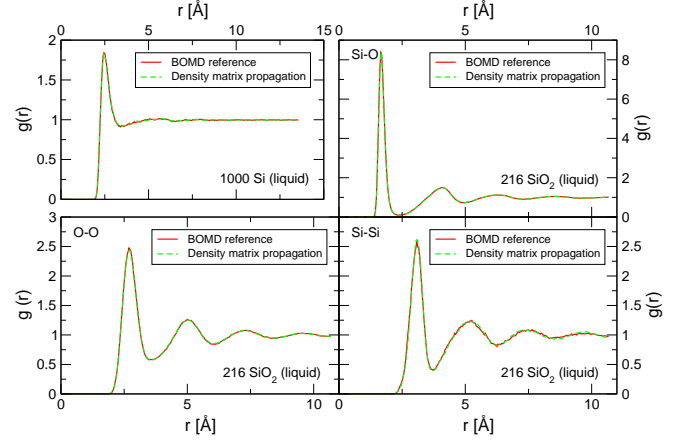 r [Å]
r [Å]
0 5 10 15
0 5 10
2
1.5
1
0.5
0
g(r)
BOMD reference
Density matrix propagation
1000 Si (liquid)
Si-O
BOMD reference
Density matrix propagation
216 SiO2 (liquid)
8
6
4
2
0
g(r)
O-O
BOMD reference
Density matrix propagation
216 SiO2 (liquid)
3
2.5
2
1.5
1
0.5
0
g (r)
Si-Si
BOMD reference
Density matrix propagation
216 SiO2 (liquid)
3
2.5
2
1.5
1
0.5
0
g(r)
0 5 10
0 5 10
r [Å]
r [Å]